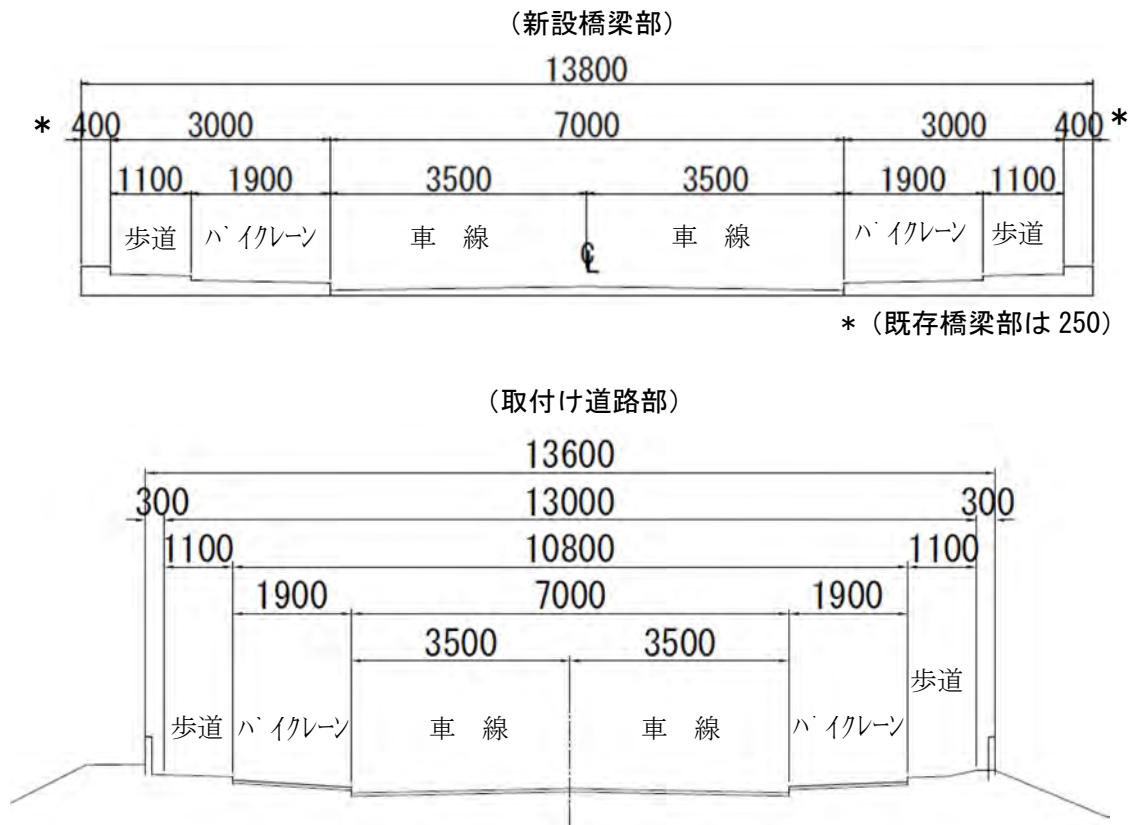 （新設橋梁部）
13800
* 400 3000 7000 3000 400 *
1100 1900 3500 3500 1900 1100
歩道 バイクレーン 車 線 車 線 バイクレーン 歩道
℄
*（既存橋梁部は 250）
（取付け道路部）
13600
300 13000 300
1100 10800 1100
1900 7000 1900
3500 3500
歩道
歩道 バイクレーン 車 線 車 線 バイクレーン